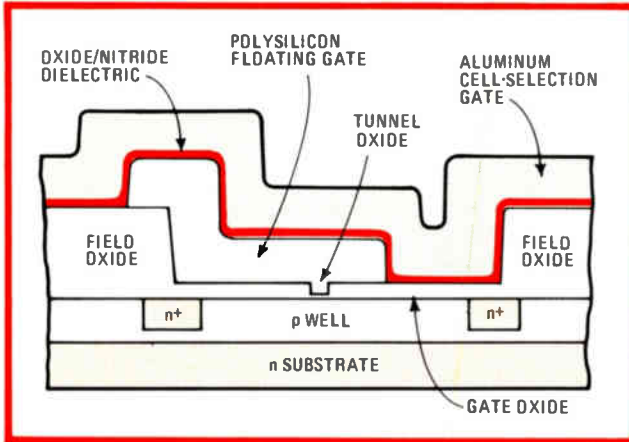 OXIDE/NITRIDE
DIELECTRIC
POLYSILICON
FLOATING GATE
TUNNEL
OXIDE
ALUMINUM
CELL-SELECTION
GATE
FIELD
OXIDE
FIELD
OXIDE
n+
p WELL
n+
n SUBSTRATE
GATE OXIDE